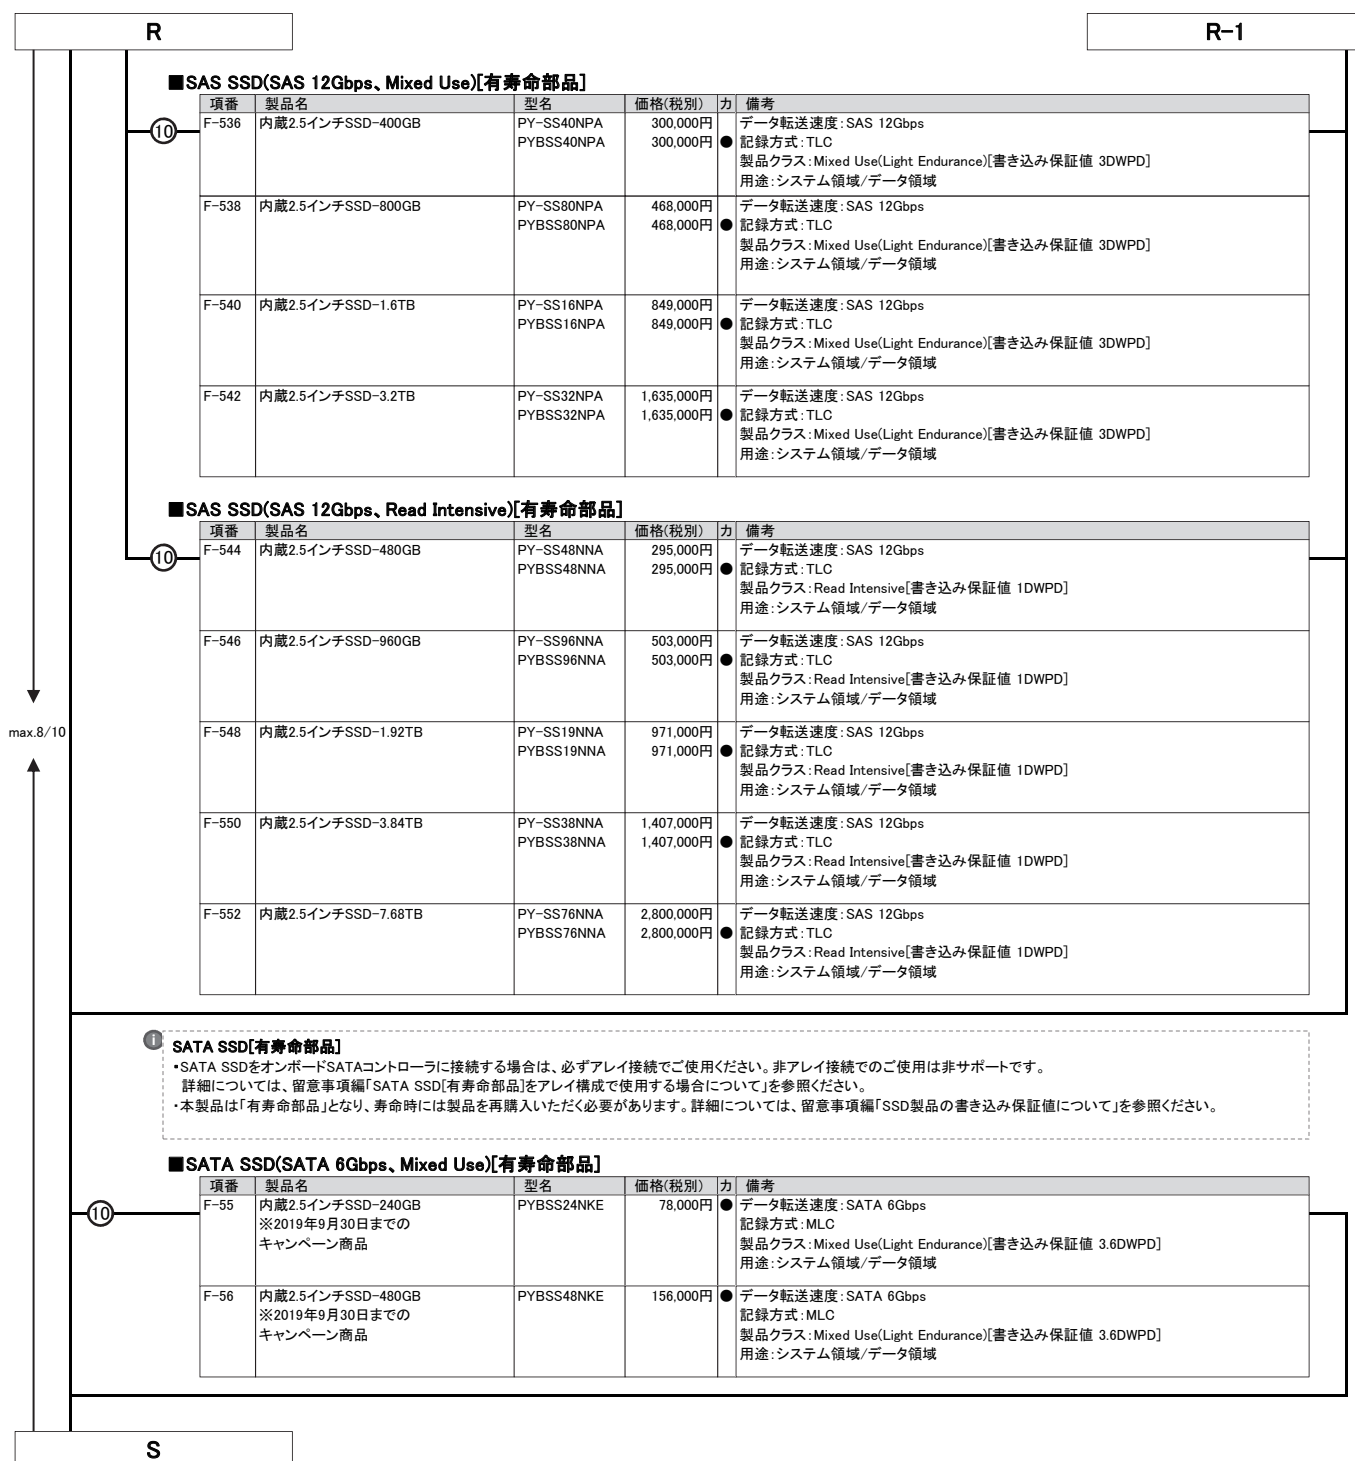 R
R-1
■SAS SSD(SAS 12Gbps、Mixed Use)[有寿命部品]
項番 製品名 型名 価格(税別) カ 備考
⑩ F-536 内蔵2.5インチSSD-400GB PY-SS40NPA 300,000円 データ転送速度:SAS 12Gbps
PYBSS40NPA 300,000円 ● 記録方式:TLC
製品クラス:Mixed Use(Light Endurance)[書き込み保証値 3DWPD]
用途:システム領域/データ領域
F-538 内蔵2.5インチSSD-800GB PY-SS80NPA 468,000円 データ転送速度:SAS 12Gbps
PYBSS80NPA 468,000円 ● 記録方式:TLC
製品クラス:Mixed Use(Light Endurance)[書き込み保証値 3DWPD]
用途:システム領域/データ領域
F-540 内蔵2.5インチSSD-1.6TB PY-SS16NPA 849,000円 データ転送速度:SAS 12Gbps
PYBSS16NPA 849,000円 ● 記録方式:TLC
製品クラス:Mixed Use(Light Endurance)[書き込み保証値 3DWPD]
用途:システム領域/データ領域
F-542 内蔵2.5インチSSD-3.2TB PY-SS32NPA 1,635,000円 データ転送速度:SAS 12Gbps
PYBSS32NPA 1,635,000円 ● 記録方式:TLC
製品クラス:Mixed Use(Light Endurance)[書き込み保証値 3DWPD]
用途:システム領域/データ領域
■SAS SSD(SAS 12Gbps、Read Intensive)[有寿命部品]
項番 製品名 型名 価格(税別) カ 備考
⑩ F-544 内蔵2.5インチSSD-480GB PY-SS48NNA 295,000円 データ転送速度:SAS 12Gbps
PYBSS48NNA 295,000円 ● 記録方式:TLC
製品クラス:Read Intensive[書き込み保証値 1DWPD]
用途:システム領域/データ領域
F-546 内蔵2.5インチSSD-960GB PY-SS96NNA 503,000円 データ転送速度:SAS 12Gbps
PYBSS96NNA 503,000円 ● 記録方式:TLC
製品クラス:Read Intensive[書き込み保証値 1DWPD]
用途:システム領域/データ領域
max.8/10
F-548 内蔵2.5インチSSD-1.92TB PY-SS19NNA 971,000円 データ転送速度:SAS 12Gbps
PYBSS19NNA 971,000円 ● 記録方式:TLC
製品クラス:Read Intensive[書き込み保証値 1DWPD]
用途:システム領域/データ領域
F-550 内蔵2.5インチSSD-3.84TB PY-SS38NNA 1,407,000円 データ転送速度:SAS 12Gbps
PYBSS38NNA 1,407,000円 ● 記録方式:TLC
製品クラス:Read Intensive[書き込み保証値 1DWPD]
用途:システム領域/データ領域
F-552 内蔵2.5インチSSD-7.68TB PY-SS76NNA 2,800,000円 データ転送速度:SAS 12Gbps
PYBSS76NNA 2,800,000円 ● 記録方式:TLC
製品クラス:Read Intensive[書き込み保証値 1DWPD]
用途:システム領域/データ領域
i
SATA SSD[有寿命部品]
・SATA SSDをオンボードSATAコントローラに接続する場合は、必ずアレイ接続でご使用ください。非アレイ接続でのご使用は非サポートです。
詳細については、留意事項編「SATA SSD[有寿命部品]をアレイ構成で使用する場合について」を参照ください。
・本製品は「有寿命部品」となり、寿命時には製品を再購入いただく必要があります。詳細については、留意事項編「SSD製品の書き込み保証値について」を参照ください。
■SATA SSD(SATA 6Gbps、Mixed Use)[有寿命部品]
項番 製品名 型名 価格(税別) カ 備考
⑩ F-55 内蔵2.5インチSSD-240GB PYBSS24NKE 78,000円 ● データ転送速度:SATA 6Gbps
※2019年9月30日までの 記録方式:MLC
キャンペーン商品 製品クラス:Mixed Use(Light Endurance)[書き込み保証値 3.6DWPD]
用途:システム領域/データ領域
F-56 内蔵2.5インチSSD-480GB PYBSS48NKE 156,000円 ● データ転送速度:SATA 6Gbps
※2019年9月30日までの 記録方式:MLC
キャンペーン商品 製品クラス:Mixed Use(Light Endurance)[書き込み保証値 3.6DWPD]
用途:システム領域/データ領域
S